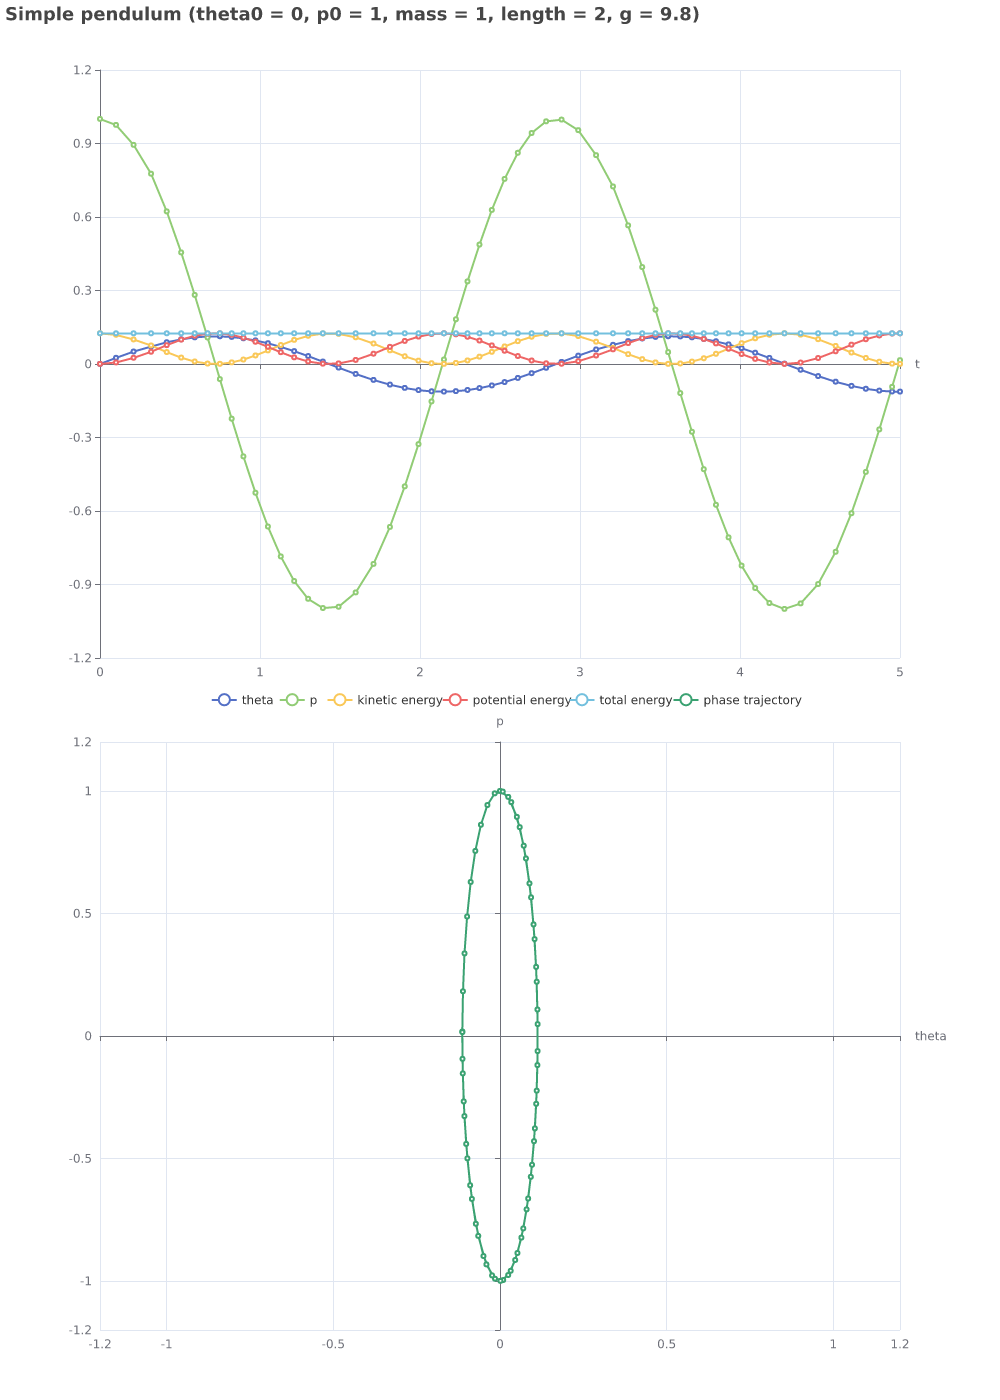 Simple pendulum (theta0 = 0, p0 = 1, mass = 1, length = 2, g = 9.8)
1.2
0.9
0.6
0.3
0
-0.3
-0.6
-0.9
-1.2
t
0 1 2 3 4 5
theta p kinetic energy potential energy total energy phase trajectory
p
1.2
1
0.5
0
-0.5
-1
-1.2
theta
-1.2 -1 -0.5 0 0.5 1 1.2